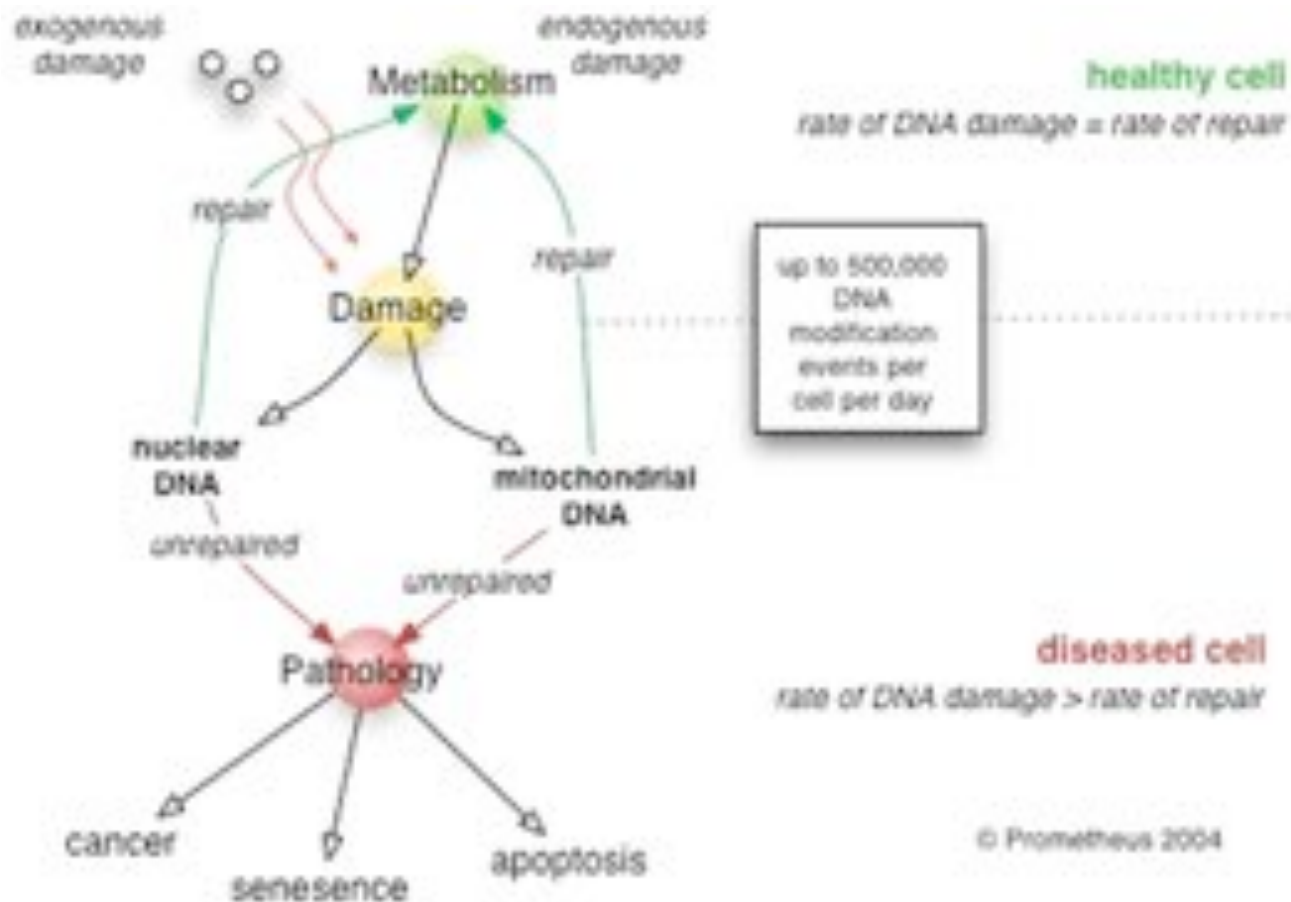 exogenous
damage
endogenous
damage
Metabolism
healthy cell
rate of DNA damage = rate of repair
repair
repair
Damage
up to 500,000
DNA
modification
events per
cell per day
nuclear
DNA
mitochondrial
DNA
unrepaired
unrepaired
Pathology
diseased cell
rate of DNA damage > rate of repair
cancer
senesence
apoptosis
© Prometheus 2004